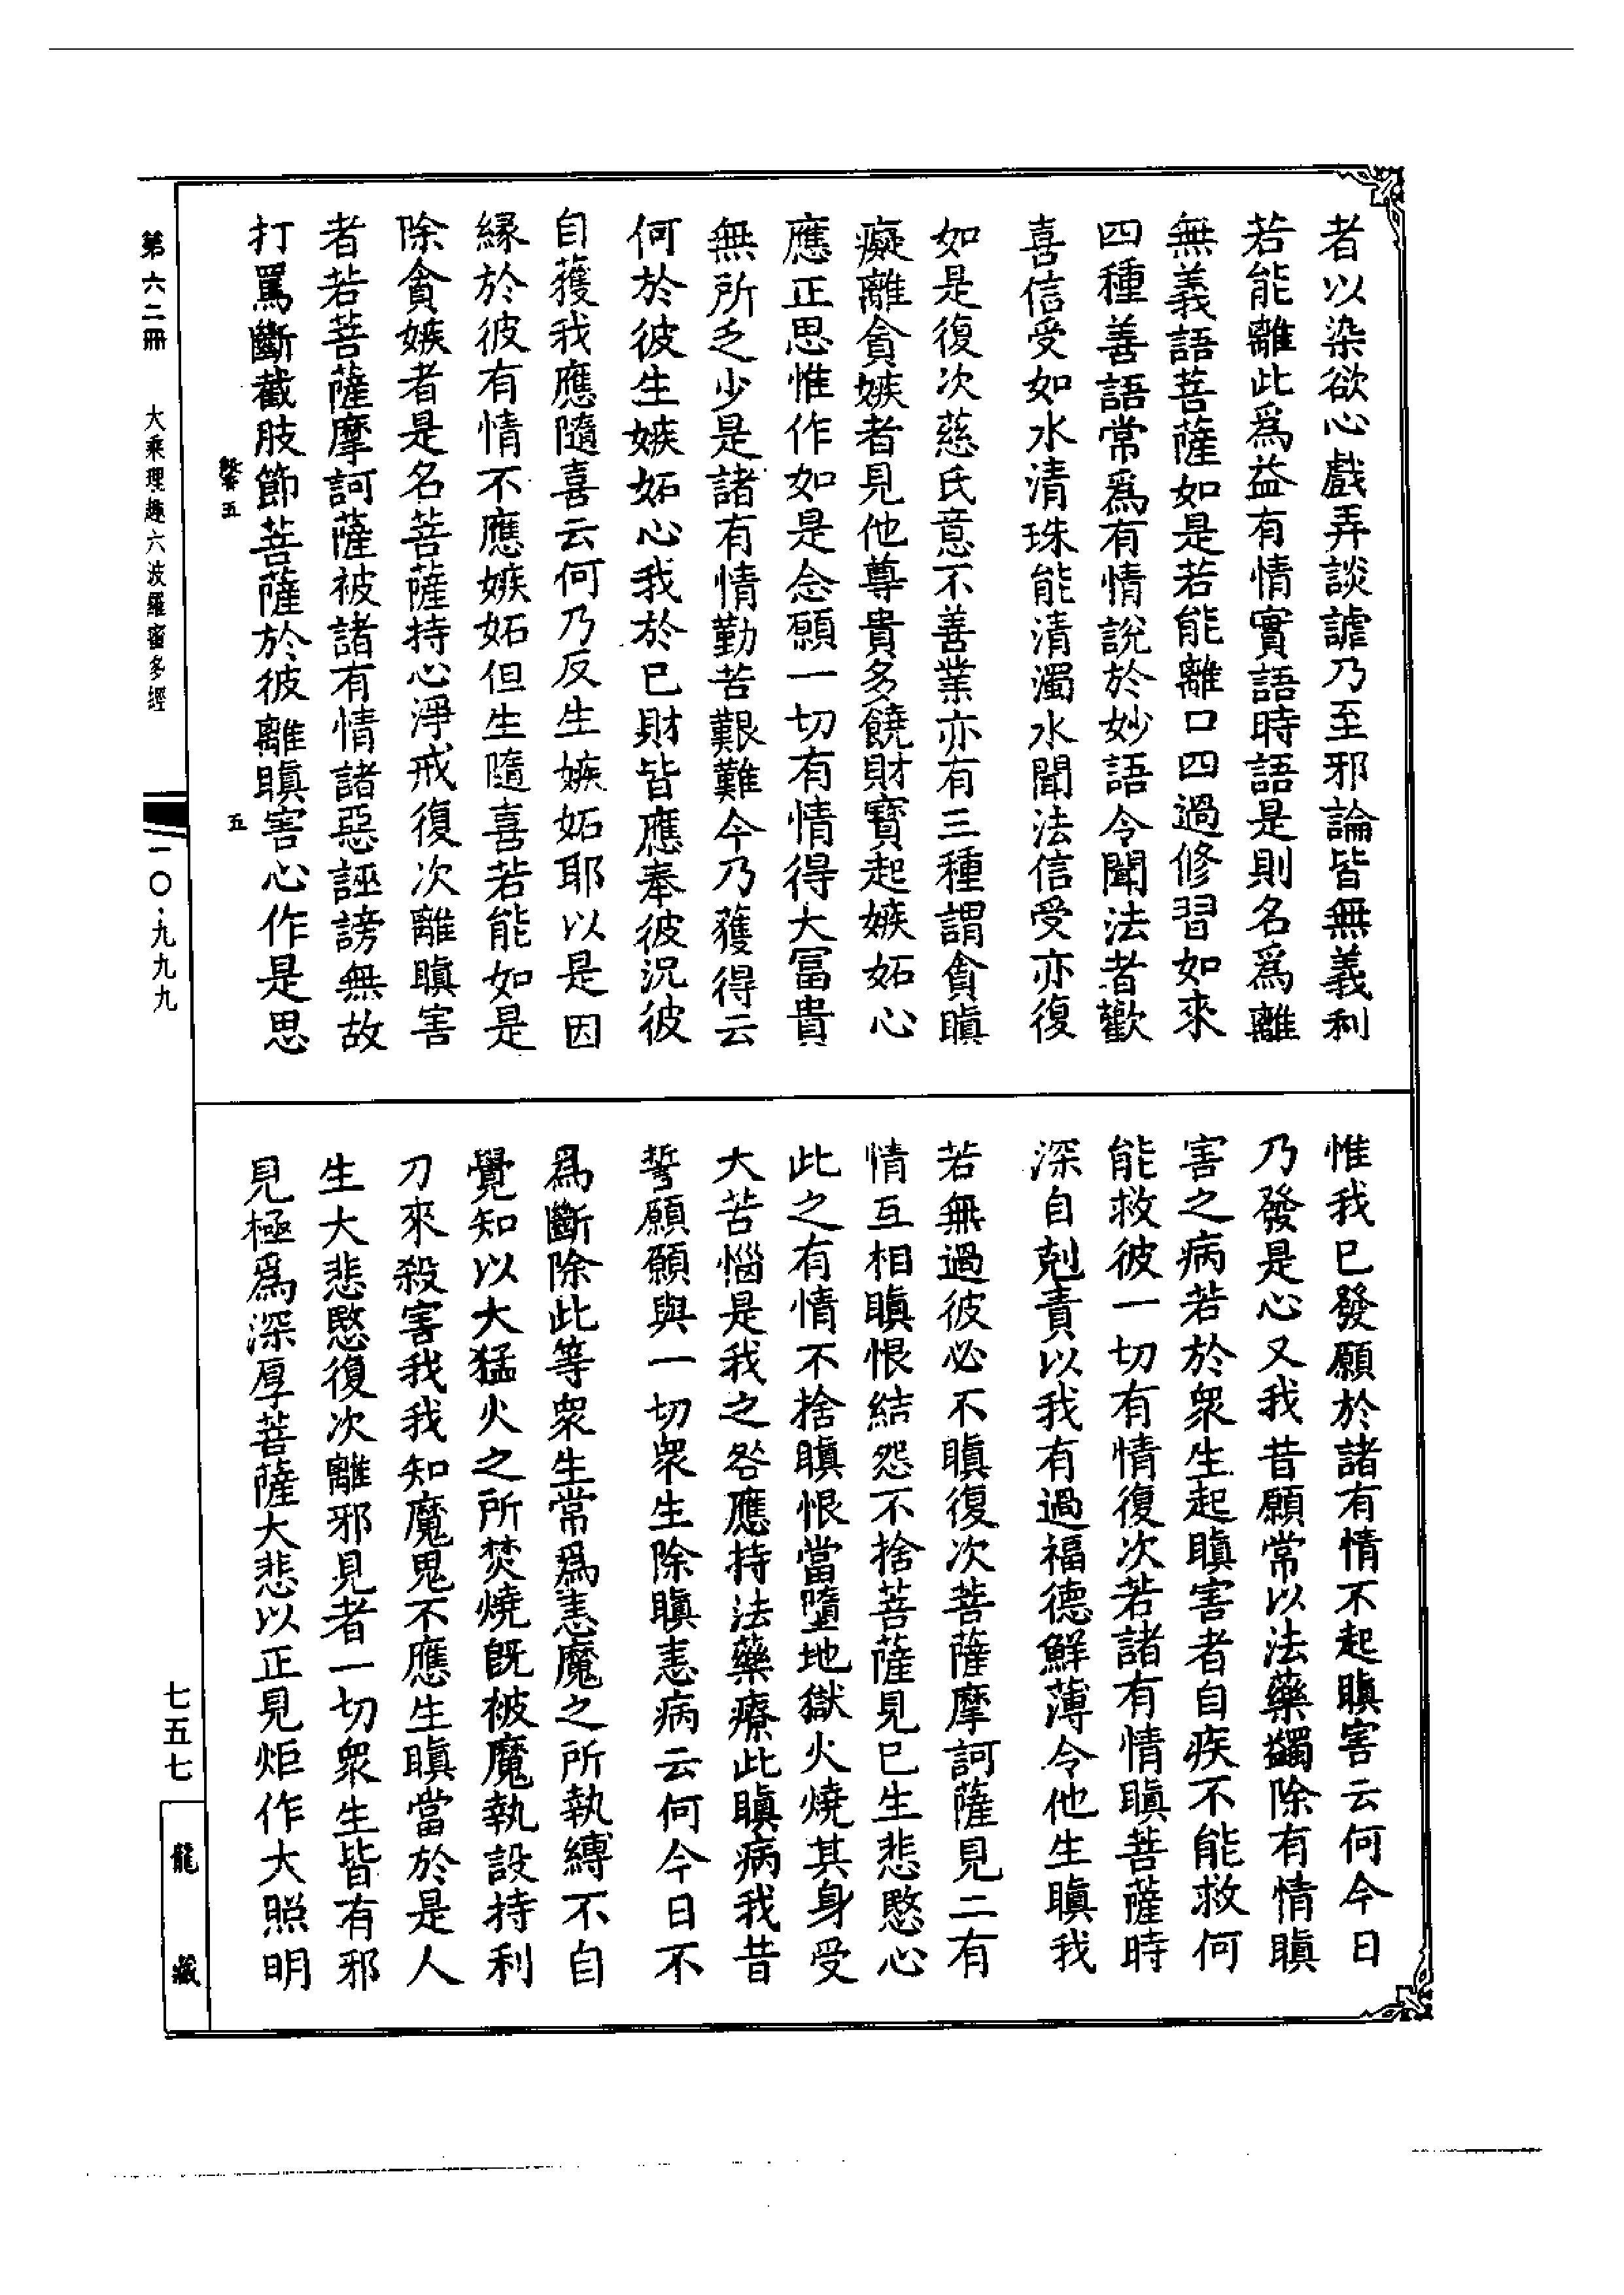 者以染欲心戲弄談謔乃至邪論皆無義利
若能離此爲益有情實語時語是則名爲離
無義語菩薩如是若能離口四過修習如來
四種善語常爲有情說於妙語令聞法者歡
喜信受如水清珠能清濁水聞法信受亦復
如是復次慈氏意不善業亦有三種謂貪瞋
癡離貪嫉者見他尊貴多饒財寳起嫉妬心
應正思惟作如是念願一切有情得大冨貴
無所乏少是諸有情勤苦艱難今乃獲得云
何於彼生嫉妬心我於已財皆應奉彼況彼
自獲我應隨喜云何乃反生嫉妬耶以是因
縁於彼有情不應嫉妬但生隨喜若能如是
除貪嫉者是名菩薩持心淨戒復次離瞋害
者若菩薩摩訶薩被諸有情諸惡誣謗無故
打罵斷截肢節菩薩於彼離瞋害心作是思
惟我已發願於諸有情不起瞋害云何今日
乃發是心又我昔願常以法藥蠲除有情瞋
害之病若於衆生起瞋害者自疾不能救何
能救彼一切有情復次若諸有情瞋菩薩時
深自剋責以我有過福德鮮薄令他生瞋我
若無過彼必不瞋復次菩薩摩訶薩見二有
情互相瞋恨結怨不捨菩薩見已生悲愍心
此之有情不捨瞋恨當墮地獄火燒其身受
大苦惱是我之咎應持法藥療此瞋病我昔
誓願願與一切衆生除瞋恚病云何今日不
爲斷除此等衆生常爲恚魔之所執縛不自
覺知以大猛火之所焚燒旣被魔執設持利
刀來殺害我我知魔鬼不應生瞋當於是人
生大悲愍復次離邪見者一切衆生皆有邪
見極爲深厚菩薩大悲以正見炬作大照明
五
五
第六二冊 大乘理趣六波羅蜜多經
一〇·九九九
七五七
龍藏